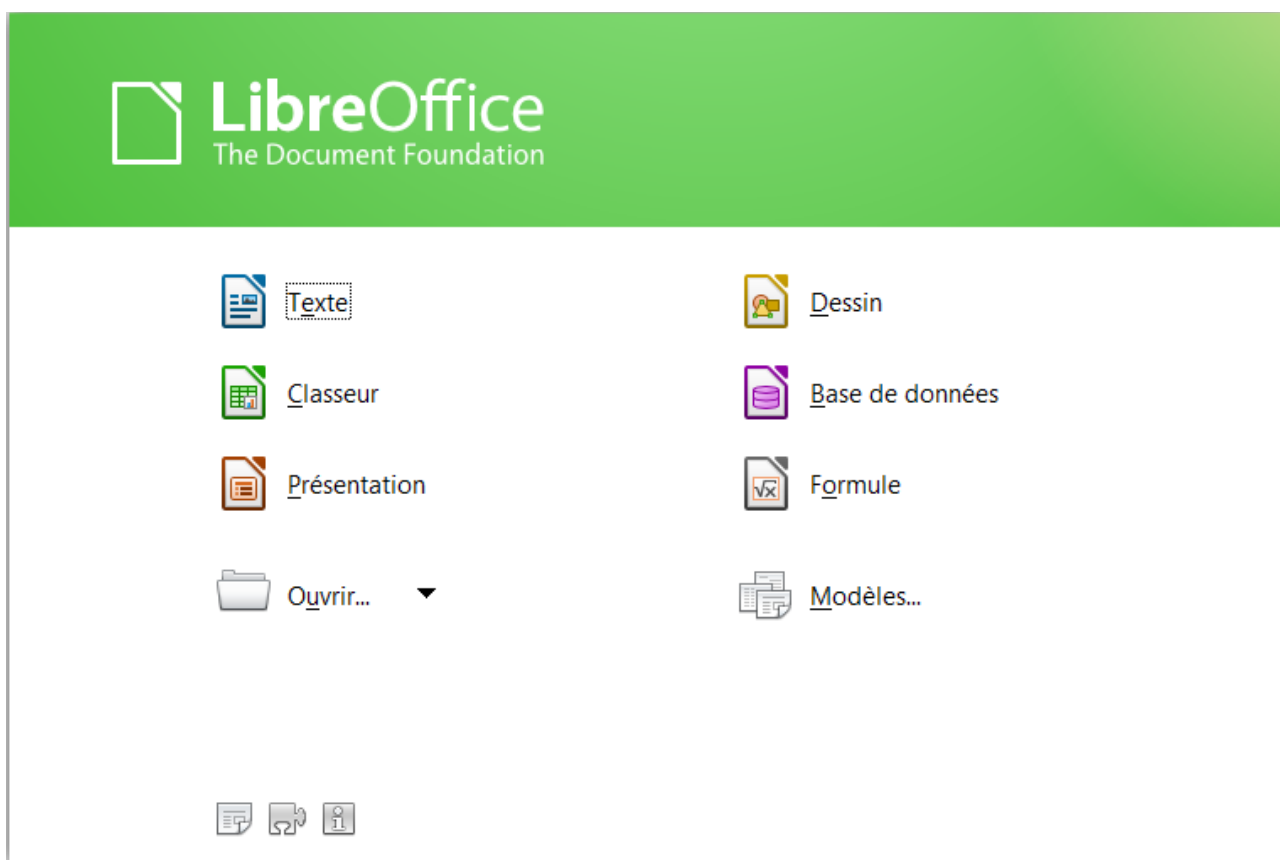 LibreOffice
The Document Foundation
Texte
Dessin
Classeur
Base de données
Présentation
Formule
Ouvrir...
Modèles...